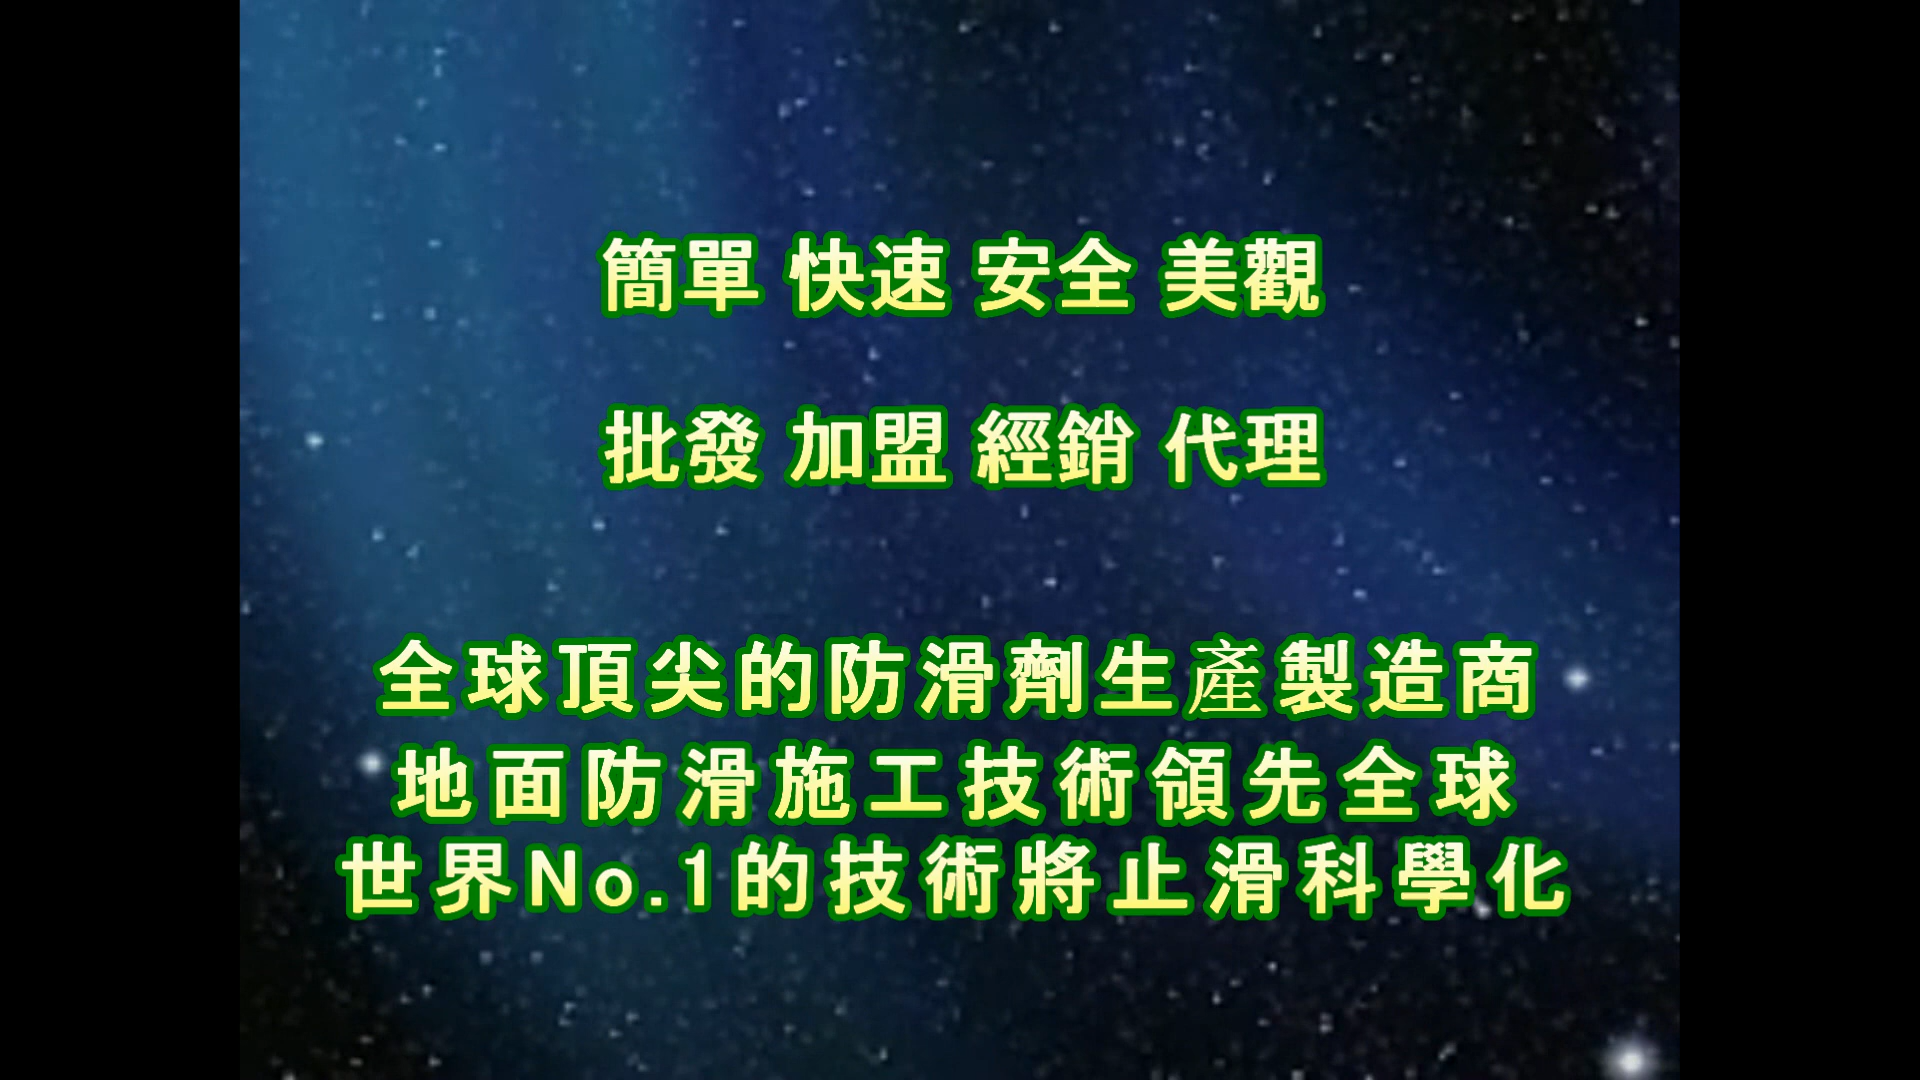 簡單 快速 安全 美觀
批發 加盟 經銷 代理
全球頂尖的防滑劑生產製造商
地面防滑施工技術領先全球
世界No.1的技術將止滑科學化